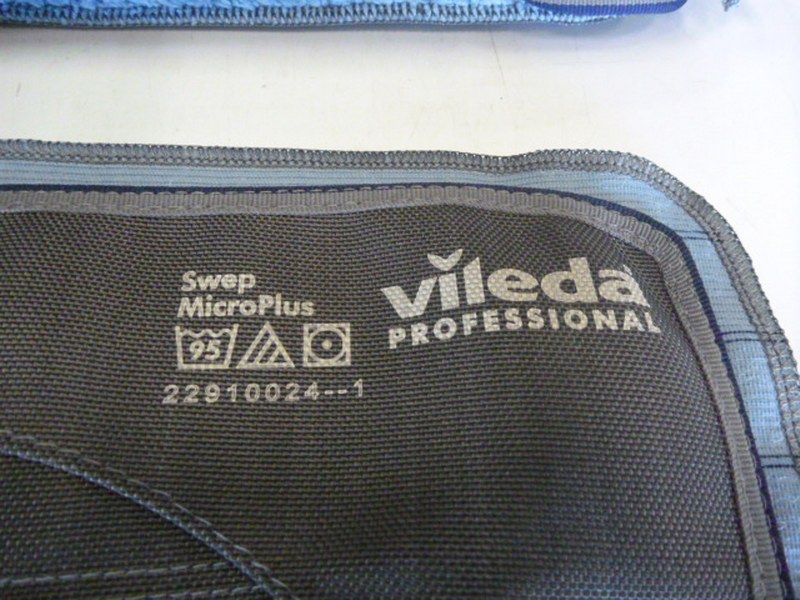 Swep
MicroPlus
95
22910024--1
vileda
PROFESSIONAL